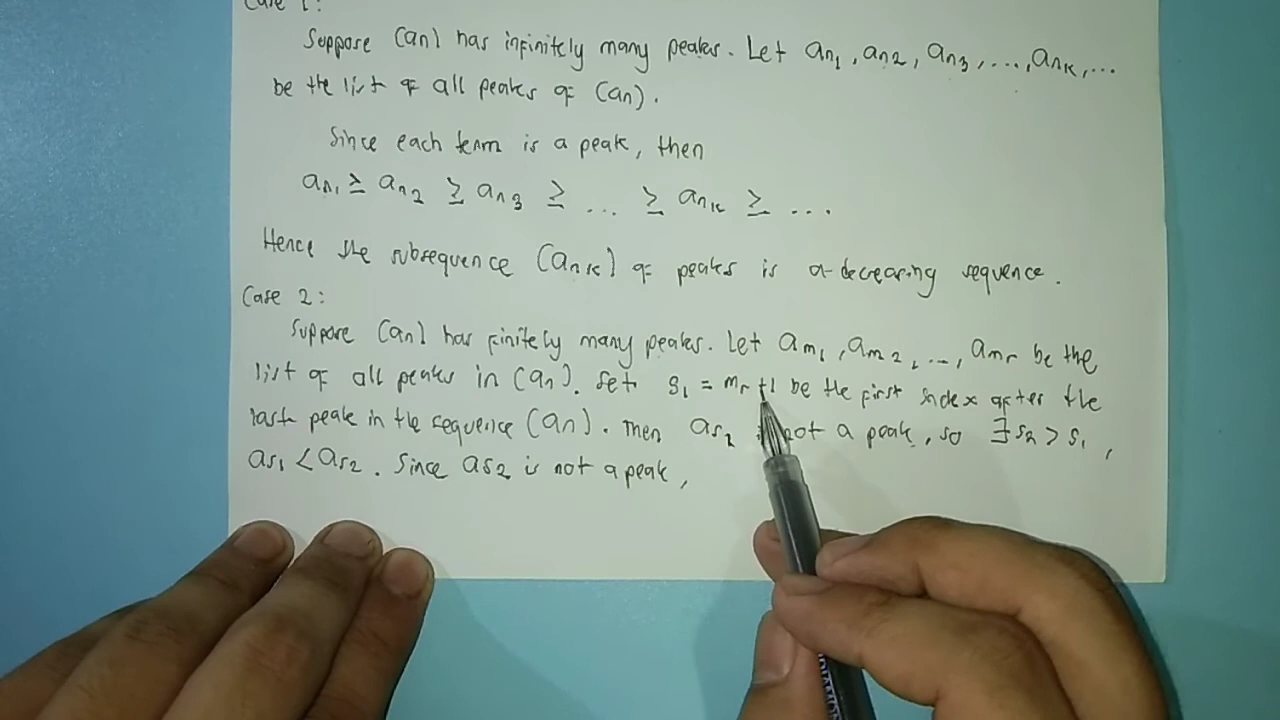 Case 1:
Suppose (an) has infinitely many peaks. Let an1, an2, an3, ..., ank, ...
be the list of all peaks of (an).
Since each term is a peak, then
an1 ≥ an2 ≥ an3 ≥ ... ≥ ank ≥ ...
Hence the subsequence (ank) of peaks is a decreasing sequence.
Case 2:
Suppose (an) has finitely many peaks. Let am1, am2, ..., amr be the
list of all peaks in (an). Set s1 = mr+1 be the first index after the
last peak in the sequence (an). Then as2 not a peak, so ∃ s2 > s1,
as1 < as2. Since as2 is not a peak,